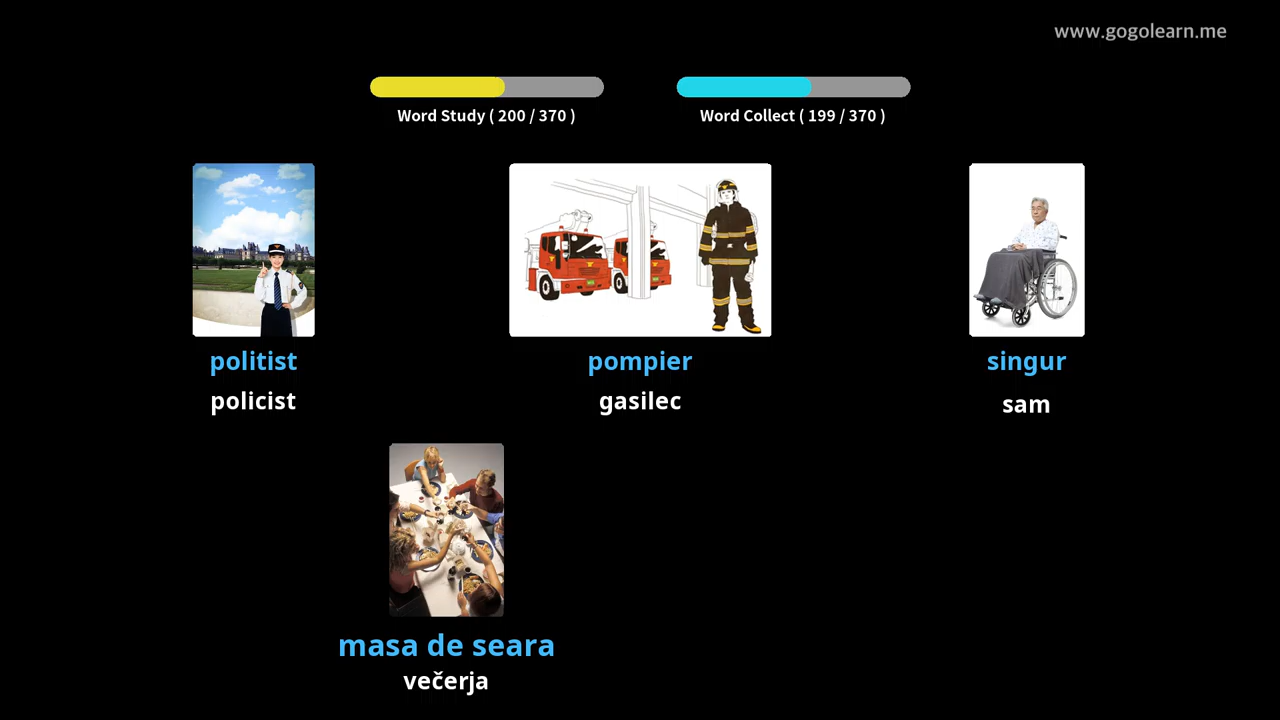 www.gogolearn.me
Word Study ( 200 / 370 )
Word Collect ( 199 / 370 )
politist
pompier
singur
policist
gasilec
sam
masa de seara
večerja